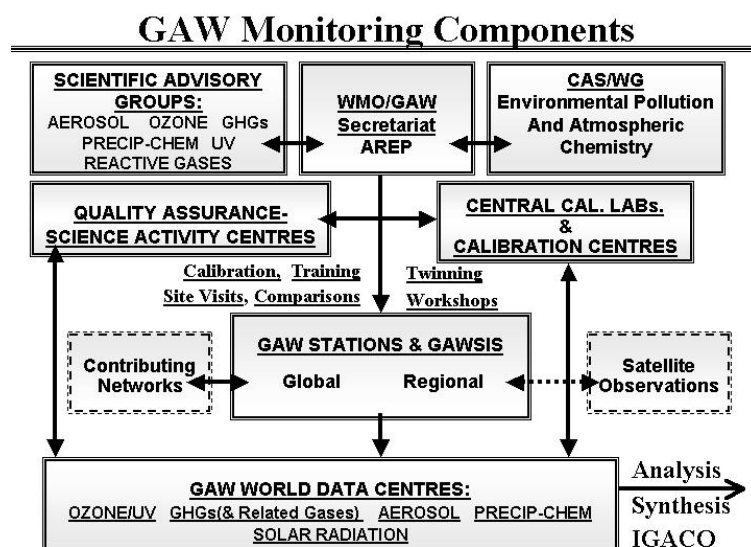 GAW Monitoring Components
SCIENTIFIC ADVISORY
GROUPS:
AEROSOL OZONE GHGs
PRECIP-CHEM UV
REACTIVE GASES
WMO/GAW
Secretariat
AREP
CAS/WG
Environmental Pollution
And Atmospheric
Chemistry
QUALITY ASSURANCE-
SCIENCE ACTIVITY CENTRES
CENTRAL CAL. LABs.
&
CALIBRATION CENTRES
Calibration, Training
Site Visits, Comparisons
Twinning
Workshops
Contributing
Networks
GAW STATIONS & GAWSIS
Global Regional
Satellite
Observations
GAW WORLD DATA CENTRES:
OZONE/UV GHGs(& Related Gases) AEROSOL PRECIP-CHEM
SOLAR RADIATION
Analysis
Synthesis
IGACO